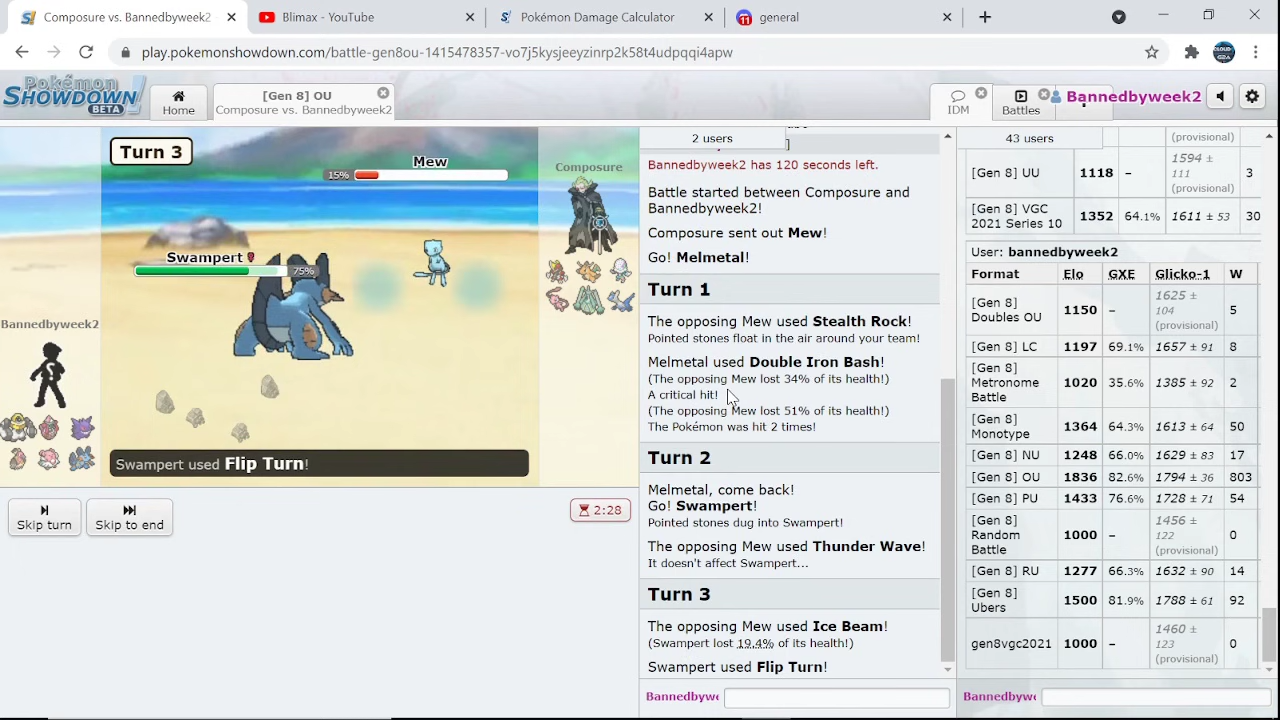 Composure vs. Bannedbyweek2
Blimax - YouTube
Pokémon Damage Calculator
11
general
play.pokemonshowdown.com/battle-gen8ou-1415478357-vo7j5kysjeeyzinrp2k58t4udpqqi4apw
Pokémon
SHOWDOWN!
BETA
Home
[Gen 8] OU
Composure vs. Bannedbyweek2
IDM
Battles
Bannedbyweek2
Turn 3
Mew
15%
Swampert
75%
Composure
Bannedbyweek2
Swampert used Flip Turn!
Skip turn
Skip to end
2:28
2 users
Bannedbyweek2 has 120 seconds left.
Battle started between Composure and
Bannedbyweek2!
Composure sent out Mew!
Go! Melmetal!
Turn 1
The opposing Mew used Stealth Rock!
Pointed stones float in the air around your team!
Melmetal used Double Iron Bash!
(The opposing Mew lost 34% of its health!)
A critical hit!
(The opposing Mew lost 51% of its health!)
The Pokémon was hit 2 times!
Turn 2
Melmetal, come back!
Go! Swampert!
Pointed stones dug into Swampert!
The opposing Mew used Thunder Wave!
It doesn't affect Swampert...
Turn 3
The opposing Mew used Ice Beam!
(Swampert lost 19.4% of its health!)
Swampert used Flip Turn!
Bannedbywe
43 users
(provisional)
[Gen 8] UU 1118 – 1594 ± 111 (provisional) 3
[Gen 8] VGC 2021 Series 10 1352 64.1% 1611 ± 53 30
User: bannedbyweek2
Format Elo GXE Glicko-1 W
[Gen 8] Doubles OU 1150 – 1625 ± 104 (provisional) 5
[Gen 8] LC 1197 69.1% 1657 ± 91 8
[Gen 8] Metronome Battle 1020 35.6% 1385 ± 92 2
[Gen 8] Monotype 1364 64.3% 1613 ± 64 50
[Gen 8] NU 1248 66.0% 1629 ± 83 17
[Gen 8] OU 1836 82.6% 1794 ± 36 803
[Gen 8] PU 1433 76.6% 1728 ± 71 54
[Gen 8] Random Battle 1000 – 1456 ± 122 (provisional) 0
[Gen 8] RU 1277 66.3% 1632 ± 90 14
[Gen 8] Ubers 1500 81.9% 1788 ± 61 92
gen8vgc2021 1000 – 1460 ± 123 (provisional) 0
Bannedbywe